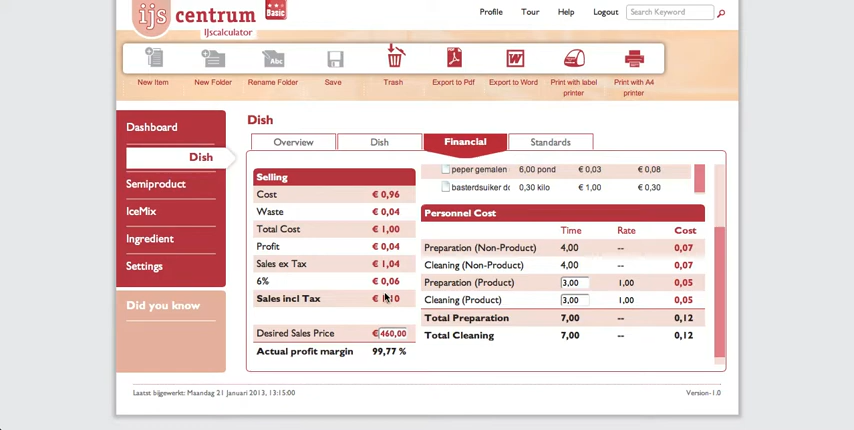 ijs centrum Basic
IJscalculator
Profile Tour Help Logout Search Keyword
Abc W
New Item New Folder Rename Folder Save Trash Export to Pdf Export to Word Print with label printer Print with A4 printer
Dashboard
Dish
Semiproduct
IceMix
Ingredient
Settings
Did you know
Dish
Overview Dish Financial Standards
Selling
Cost € 0,96
Waste € 0,04
Total Cost € 1,00
Profit € 0,04
Sales ex Tax € 1,04
6% € 0,06
Sales incl Tax € 1,10
Desired Sales Price € 460,00
Actual profit margin 99,77 %
peper gemalen 6,00 pond € 0,03 € 0,08
basterdsuiker do 0,30 kilo € 1,00 € 0,30
Personnel Cost
Time Rate Cost
Preparation (Non-Product) 4,00 -- 0,07
Cleaning (Non-Product) 4,00 -- 0,07
Preparation (Product) 3,00 1,00 0,05
Cleaning (Product) 3,00 1,00 0,05
Total Preparation 7,00 -- 0,12
Total Cleaning 7,00 -- 0,12
Laatst bijgewerkt: Maandag 21 Januari 2013, 13:15:00 Version-1.0